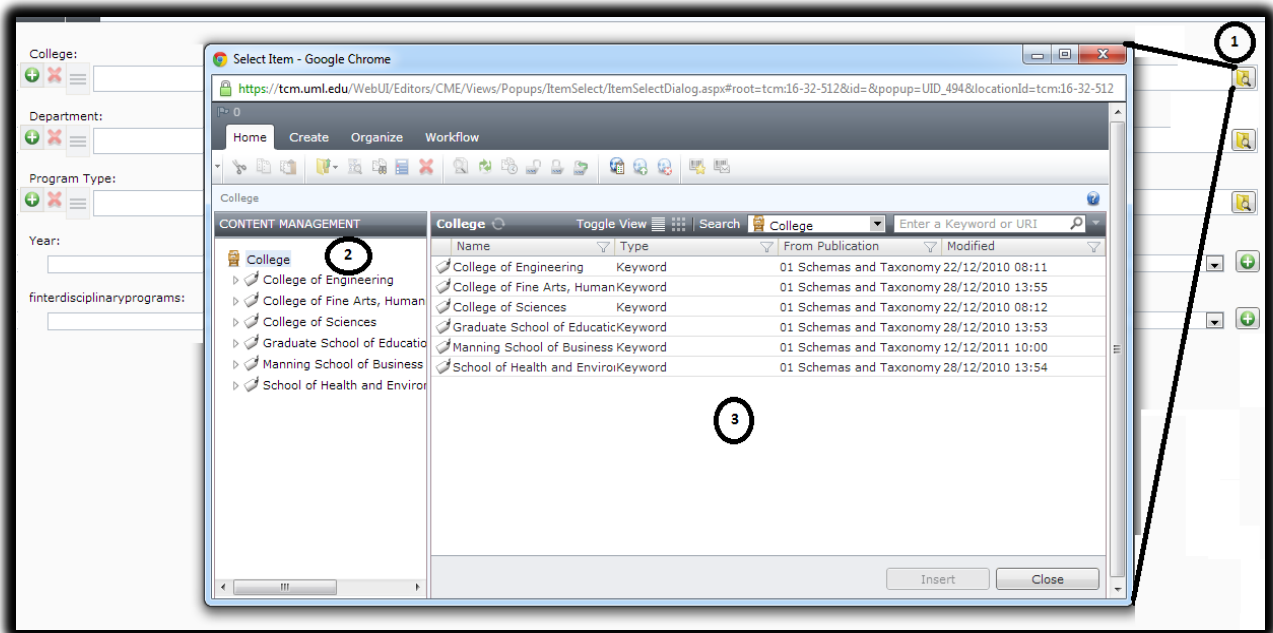 College:
Department:
Program Type:
Year:
finterdisciplinaryprograms:
1
Select Item - Google Chrome
https://tcm.uml.edu/WebUI/Editors/CME/Views/Popups/ItemSelect/ItemSelectDialog.aspx#root=tcm:16-32-512&id=&popup=UID_494&locationId=tcm:16-32-512
0
Home Create Organize Workflow
College
CONTENT MANAGEMENT
College
2
College of Engineering
College of Fine Arts, Human
College of Sciences
Graduate School of Educatio
Manning School of Business
School of Health and Enviror
College Toggle View Search College Enter a Keyword or URI
Name Type From Publication Modified
College of Engineering Keyword 01 Schemas and Taxonomy 22/12/2010 08:11
College of Fine Arts, Human Keyword 01 Schemas and Taxonomy 28/12/2010 13:55
College of Sciences Keyword 01 Schemas and Taxonomy 22/12/2010 08:12
Graduate School of Educatic Keyword 01 Schemas and Taxonomy 28/12/2010 13:53
Manning School of Business Keyword 01 Schemas and Taxonomy 12/12/2011 10:00
School of Health and Enviroi Keyword 01 Schemas and Taxonomy 28/12/2010 13:54
3
Insert Close